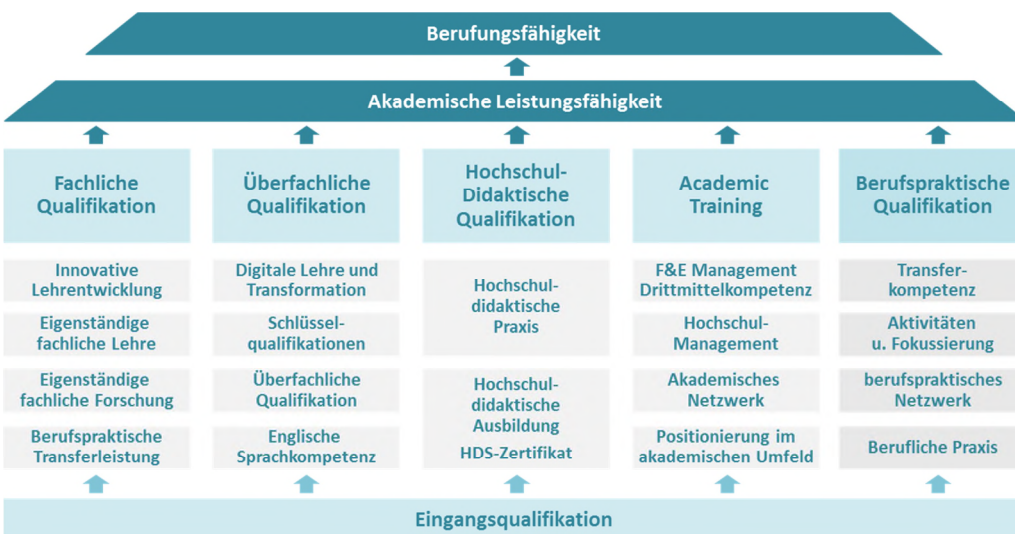 Berufungsfähigkeit
Akademische Leistungsfähigkeit
Fachliche
Qualifikation
Innovative
Lehrentwicklung
Eigenständige
fachliche Lehre
Eigenständige
fachliche Forschung
Berufspraktische
Transferleistung
Überfachliche
Qualifikation
Digitale Lehre und
Transformation
Schlüssel-
qualifikationen
Überfachliche
Qualifikation
Englische
Sprachkompetenz
Hochschul-
Didaktische
Qualifikation
Hochschul-
didaktische
Praxis
Hochschul-
didaktische
Ausbildung
HDS-Zertifikat
Academic
Training
F&E Management
Drittmittelkompetenz
Hochschul-
Management
Akademisches
Netzwerk
Positionierung im
akademischen Umfeld
Berufspraktische
Qualifikation
Transfer-
kompetenz
Aktivitäten
u. Fokussierung
berufspraktisches
Netzwerk
Berufliche Praxis
Eingangsqualifikation